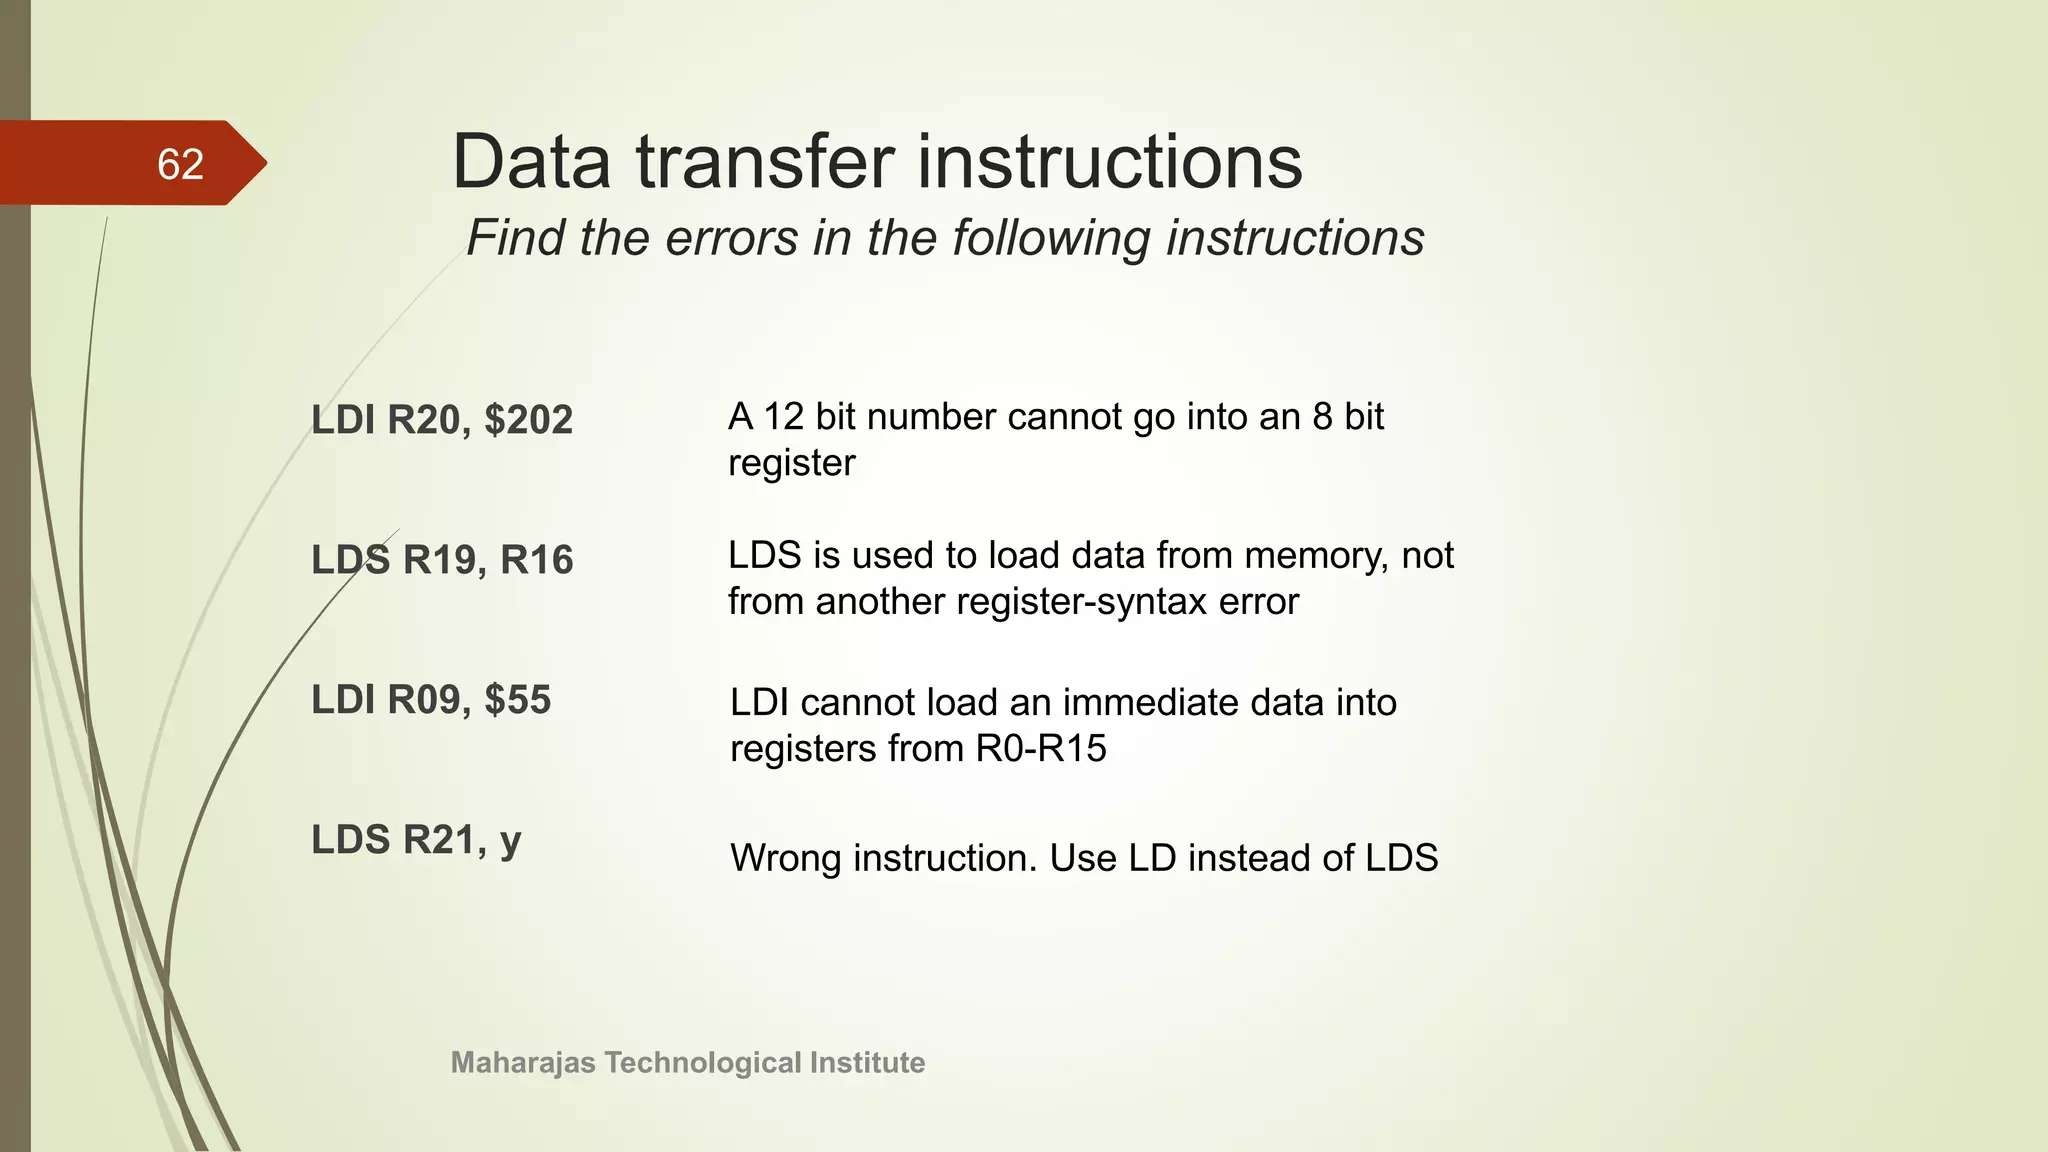 62
Data transfer instructions
Find the errors in the following instructions
LDI R20, $202
A 12 bit number cannot go into an 8 bit
register
LDS R19, R16
LDS is used to load data from memory, not
from another register-syntax error
LDI R09, $55
LDI cannot load an immediate data into
registers from R0-R15
LDS R21, y
Wrong instruction. Use LD instead of LDS
Maharajas Technological Institute